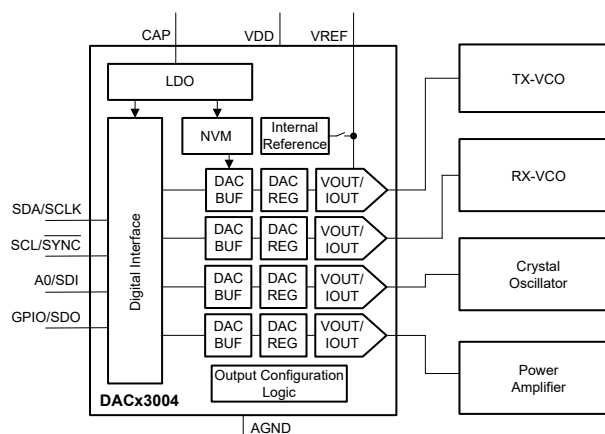 CAP
VDD
VREF
LDO
NVM
Internal
Reference
Digital Interface
SDA/SCLK
SCL/SYNC
A0/SDI
GPIO/SDO
DAC
BUF
DAC
REG
VOUT/
IOUT
DAC
BUF
DAC
REG
VOUT/
IOUT
DAC
BUF
DAC
REG
VOUT/
IOUT
DAC
BUF
DAC
REG
VOUT/
IOUT
Output Configuration
Logic
DACx3004
AGND
TX-VCO
RX-VCO
Crystal
Oscillator
Power
Amplifier